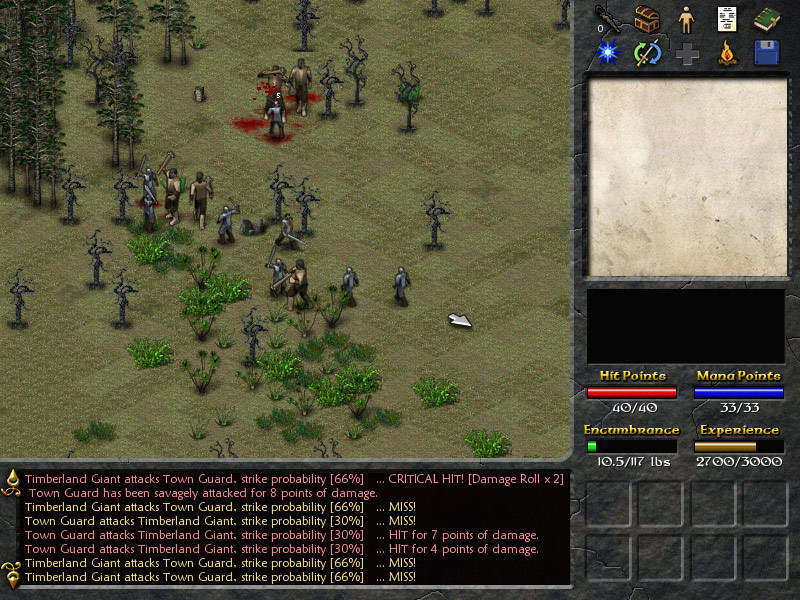 0
5
Hit Points
Mana Points
40/40
33/33
Encumbrance
Experience
10.5/117 lbs
2700/3000
Timberland Giant attacks Town Guard, strike probability [66%] ... CRITICAL HIT! [Damage Roll x 2]
Town Guard has been savagely attacked for 8 points of damage.
Timberland Giant attacks Town Guard, strike probability [66%] ... MISS!
Town Guard attacks Timberland Giant, strike probability [30%] ... MISS!
Town Guard attacks Timberland Giant, strike probability [30%] ... HIT for 7 points of damage.
Town Guard attacks Timberland Giant, strike probability [30%] ... HIT for 4 points of damage.
Timberland Giant attacks Town Guard, strike probability [66%] ... MISS!
Timberland Giant attacks Town Guard, strike probability [66%] ... MISS!